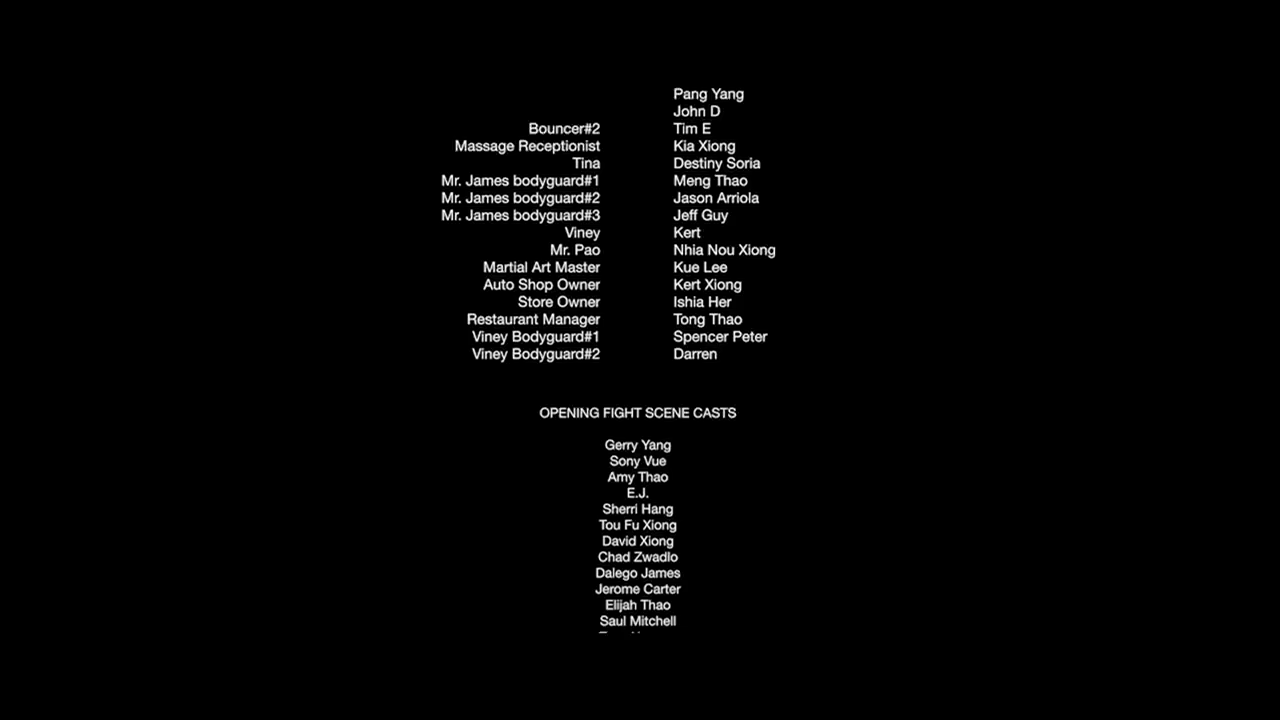 Pang Yang
John D
Bouncer#2 Tim E
Massage Receptionist Kia Xiong
Tina Destiny Soria
Mr. James bodyguard#1 Meng Thao
Mr. James bodyguard#2 Jason Arriola
Mr. James bodyguard#3 Jeff Guy
Viney Kert
Mr. Pao Nhia Nou Xiong
Martial Art Master Kue Lee
Auto Shop Owner Kert Xiong
Store Owner Ishia Her
Restaurant Manager Tong Thao
Viney Bodyguard#1 Spencer Peter
Viney Bodyguard#2 Darren
OPENING FIGHT SCENE CASTS
Gerry Yang
Sony Vue
Amy Thao
E.J.
Sherri Hang
Tou Fu Xiong
David Xiong
Chad Zwadlo
Dalego James
Jerome Carter
Elijah Thao
Saul Mitchell